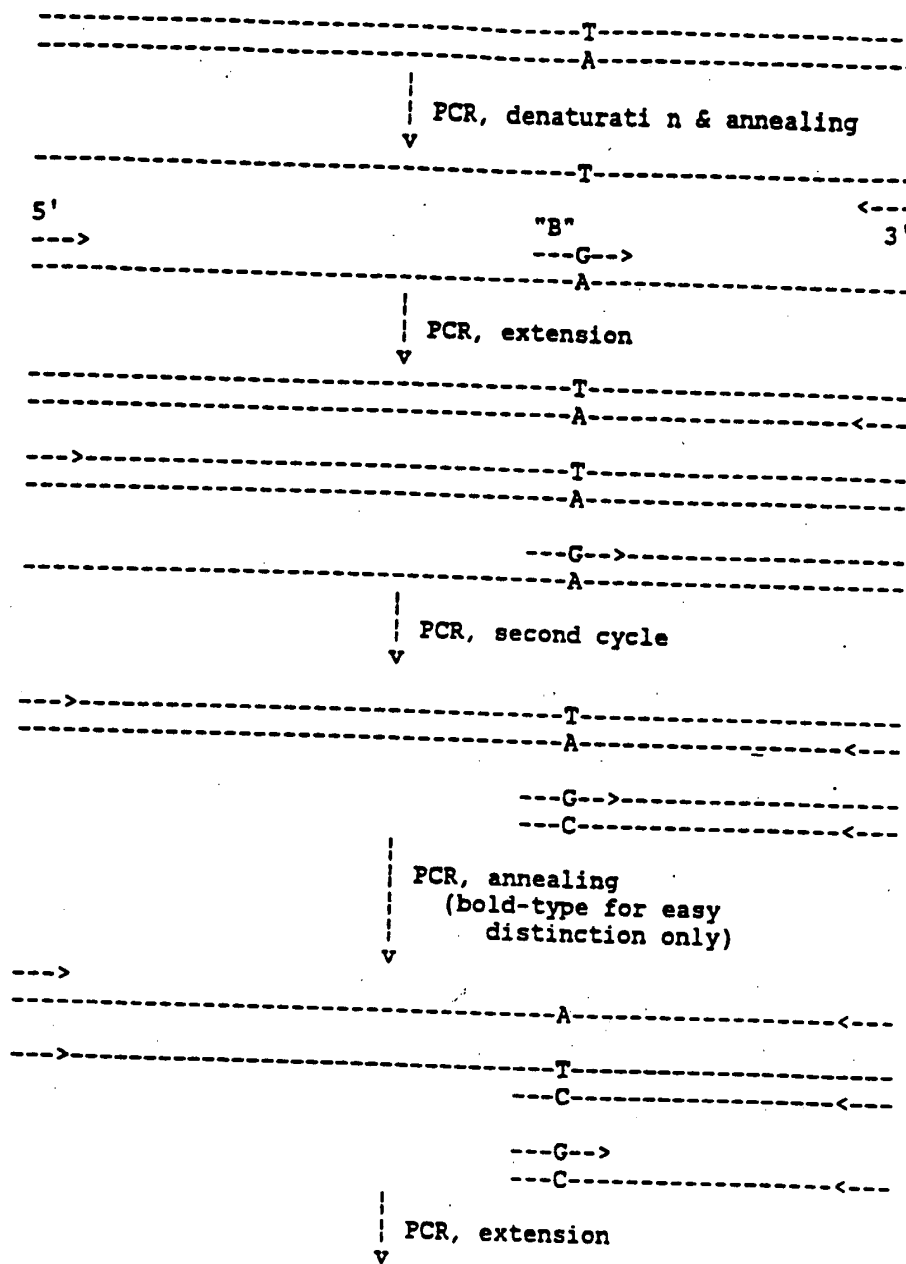 ---------------------------------------T----------------------
---------------------------------------A----------------------
PCR, denaturati n & annealing
---------------------------------------T----------------------
<---
5' "B" 3'
---> ---G-->
---------------------------------------A----------------------
PCR, extension
---------------------------------------T----------------------
---------------------------------------A------------------<---
--->-----------------------------------T----------------------
---------------------------------------A----------------------
---G-->-------------------
---------------------------------------A----------------------
PCR, second cycle
--->-----------------------------------T----------------------
---------------------------------------A------------------<---
---G-->-------------------
---C------------------<---
PCR, annealing
(bold-type for easy
distinction only)
--->
---------------------------------------A------------------<---
--->-----------------------------------T----------------------
---C------------------<---
---G-->
---C------------------<---
PCR, extension